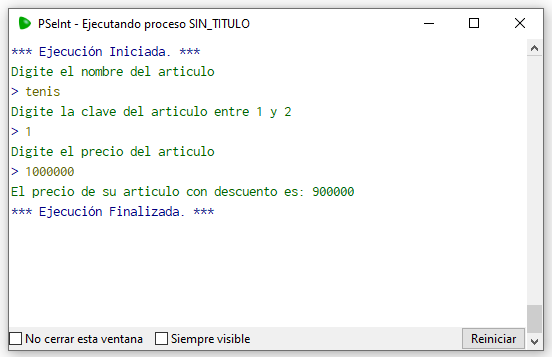 PSeInt - Ejecutando proceso SIN_TITULO
*** Ejecución Iniciada. ***
Digite el nombre del articulo
> tenis
Digite la clave del articulo entre 1 y 2
> 1
Digite el precio del articulo
> 1000000
El precio de su articulo con descuento es: 900000
*** Ejecución Finalizada. ***
No cerrar esta ventana Siempre visible Reiniciar